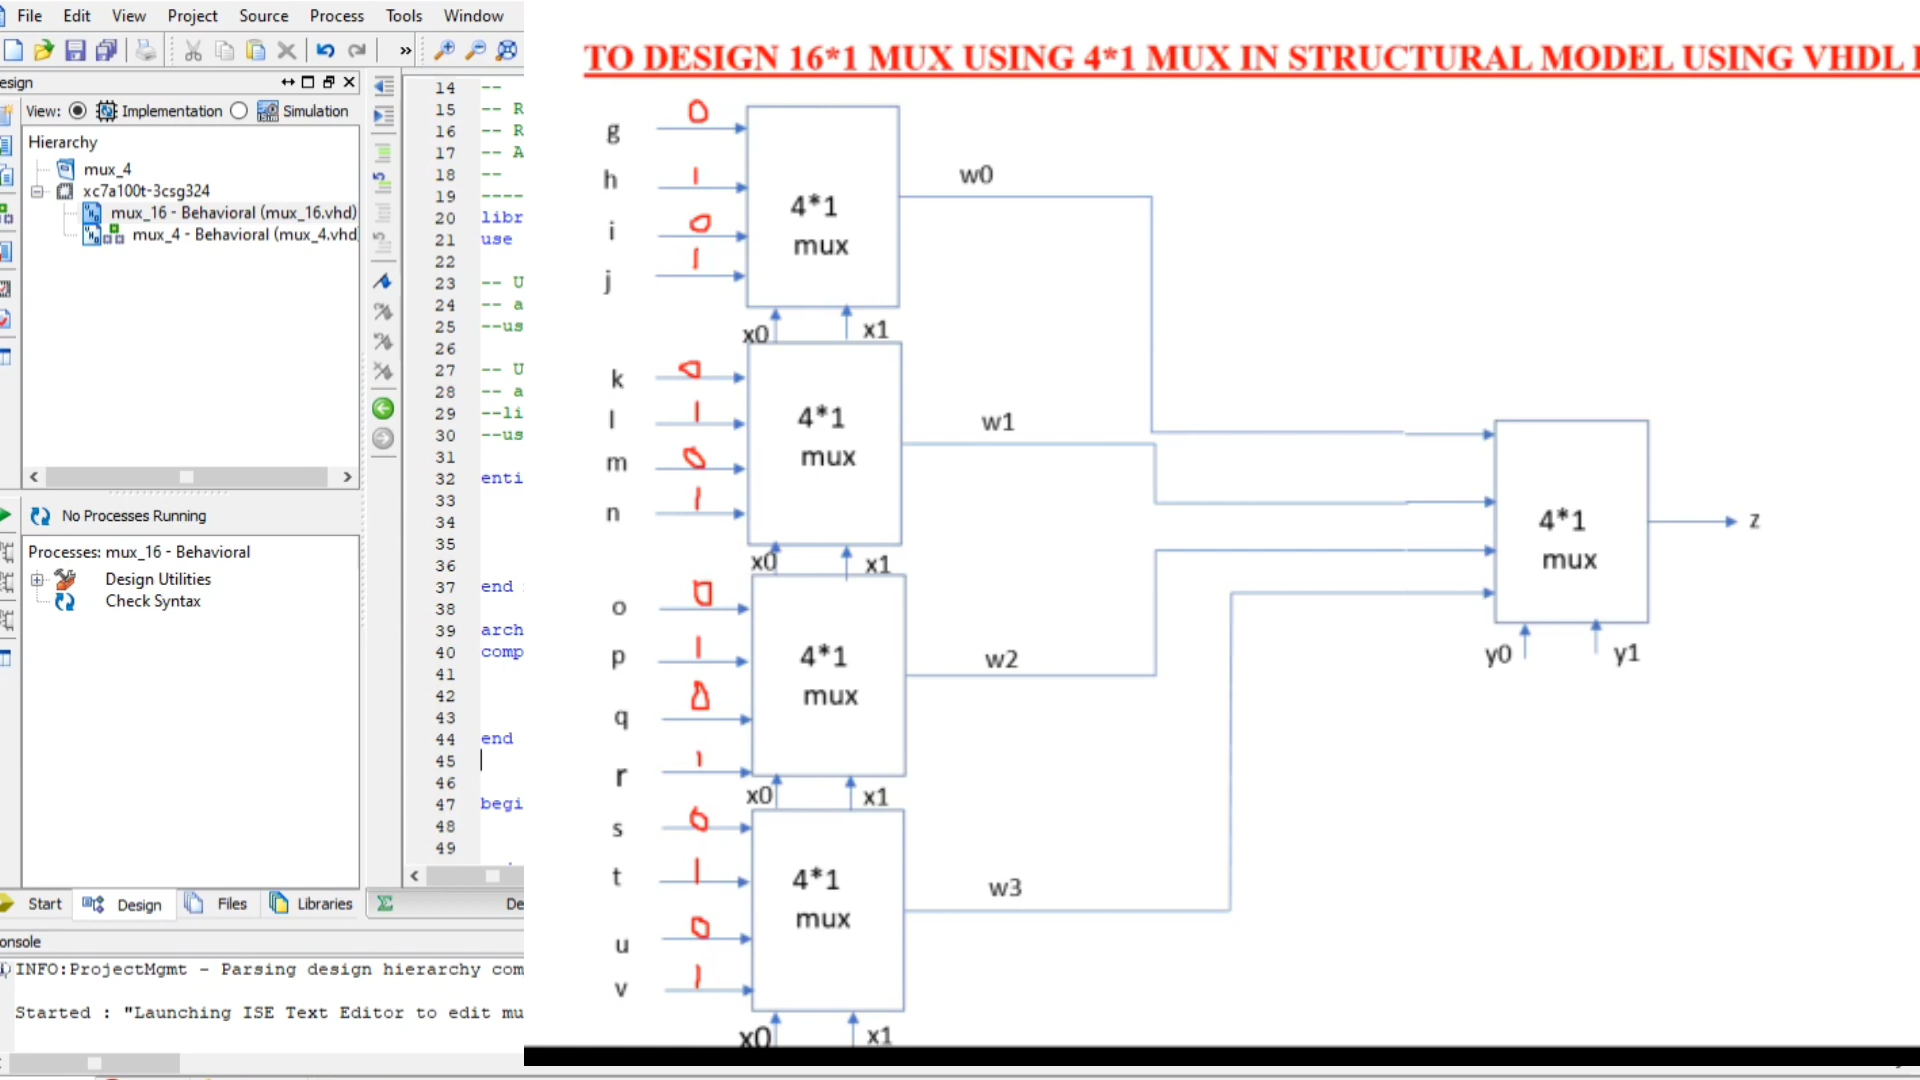 File Edit View Project Source Process Tools Window
»
esign
View: Implementation Simulation
Hierarchy
mux_4
xc7a100t-3csg324
mux_16 - Behavioral (mux_16.vhd)
mux_4 - Behavioral (mux_4.vhd
No Processes Running
Processes: mux_16 - Behavioral
Design Utilities
Check Syntax
Start Design Files Libraries
14 --
15 -- R
16 -- R
17 -- A
18 --
19 ----
20 libr
21 use
22
23 -- U
24 -- a
25 --us
26
27 -- U
28 -- a
29 --li
30 --us
31
32 enti
33
34
35
36
37 end
38
39 arch
40 comp
41
42
43
44 end
45
46
47 begi
48
49
Σ De
onsole
INFO:ProjectMgmt - Parsing design hierarchy com
Started : "Launching ISE Text Editor to edit mu
TO DESIGN 16*1 MUX USING 4*1 MUX IN STRUCTURAL MODEL USING VHDL
g 0
h 1
i 0
j 1
4*1
mux
w0
x0 x1
k 0
l 1
m 0
n 1
4*1
mux
w1
x0 x1
o 0
p 1
q 0
r 1
4*1
mux
w2
x0 x1
s 0
t 1
u 0
v 1
4*1
mux
w3
x0 x1
4*1
mux
z
y0 y1